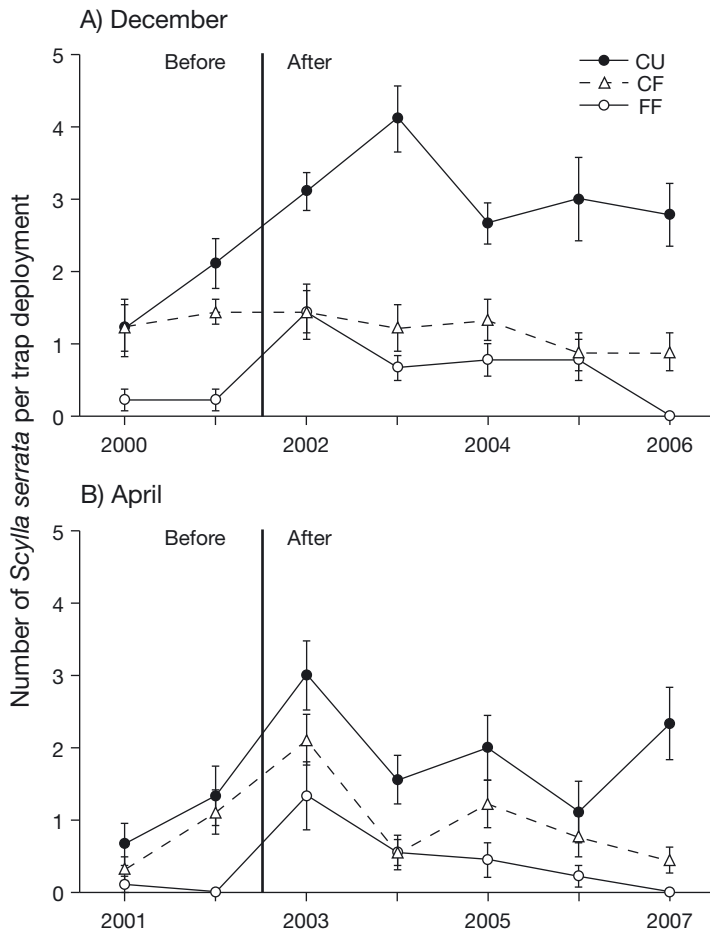 A) December
Before
After
CU
CF
FF
5
4
3
2
1
0
2000
2002
2004
2006
Number of Scylla serrata per trap deployment
B) April
Before
After
5
4
3
2
1
0
2001
2003
2005
2007